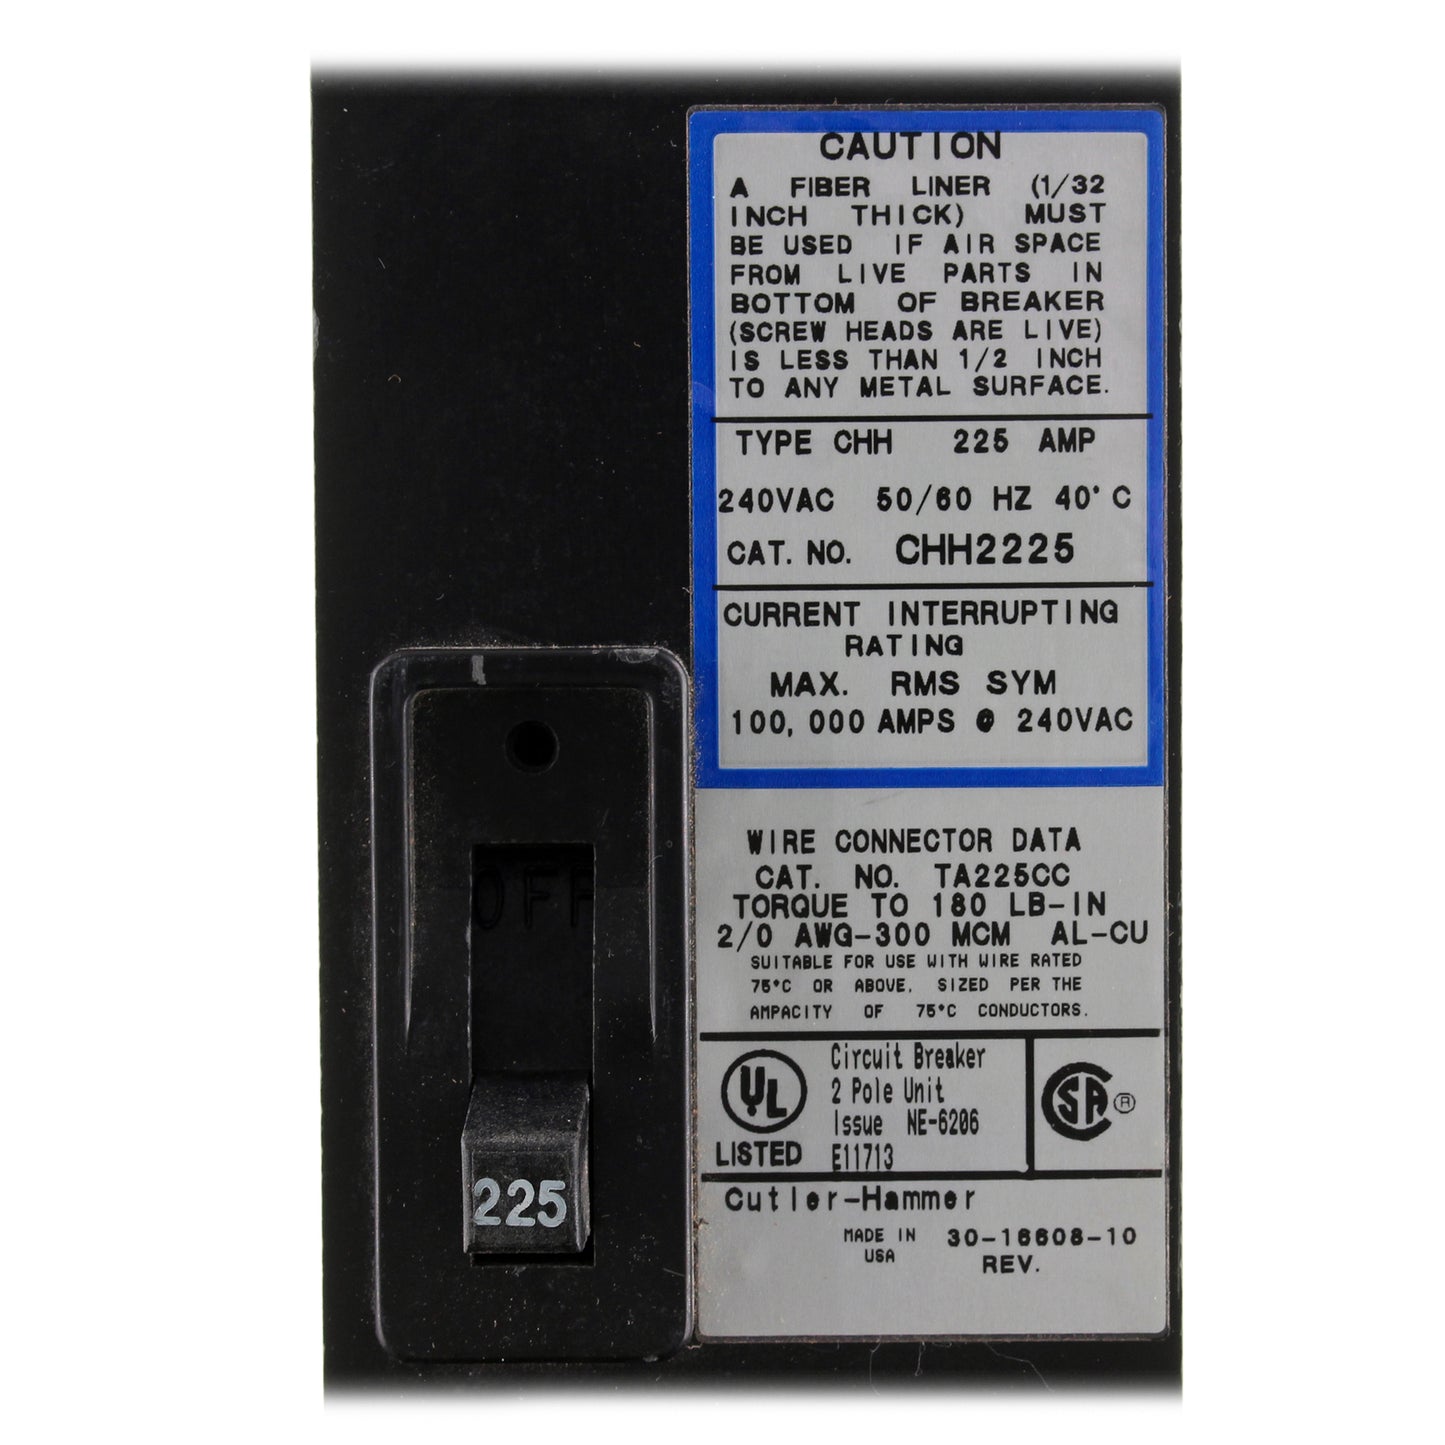 CAUTION
A FIBER LINER (1/32
INCH THICK) MUST
BE USED IF AIR SPACE
FROM LIVE PARTS IN
BOTTOM OF BREAKER
(SCREW HEADS ARE LIVE)
IS LESS THAN 1/2 INCH
TO ANY METAL SURFACE.
TYPE CHH 225 AMP
240VAC 50/60 HZ 40°C
CAT. NO. CHH2225
CURRENT INTERRUPTING
RATING
MAX. RMS SYM
100,000 AMPS @ 240VAC
OFF
225
WIRE CONNECTOR DATA
CAT. NO. TA225CC
TORQUE TO 180 LB-IN
2/0 AWG-300 MCM AL-CU
SUITABLE FOR USE WITH WIRE RATED
75°C OR ABOVE, SIZED PER THE
AMPACITY OF 75°C CONDUCTORS.
UL
LISTED
Circuit Breaker
2 Pole Unit
Issue NE-6206
E11713
SA ®
Cutler-Hammer
MADE IN
USA
30-16608-10
REV.